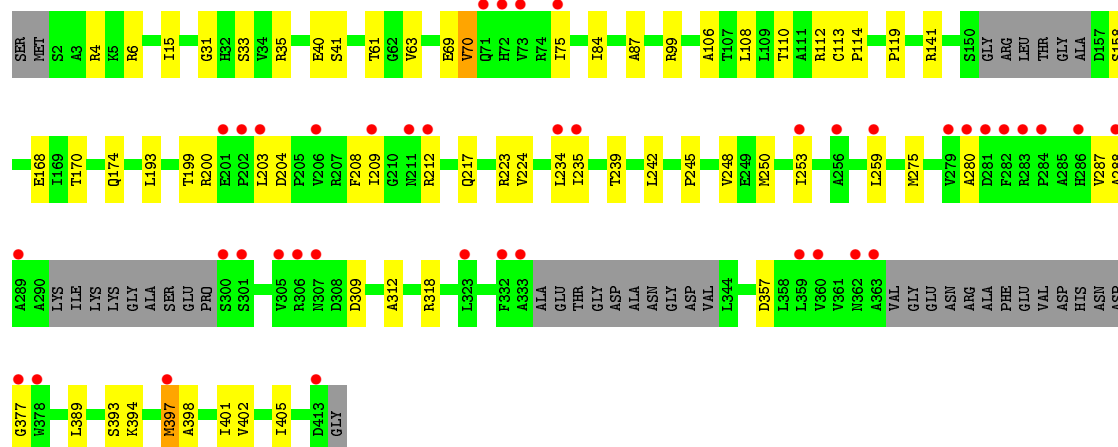 SER MET S2 A3 R4 K5 R6 I15 G31 H32 S33 V34 R35 E40 S41 T61 G62 V63 E69 V70 Q71 H72 V73 R74 I75 I84 A87 R99 A106 T107 L108 L109 T110 A111 R112 C113 P114 P119 R141 S150 GLY ARG LEU THR GLY ALA D157 S158
E168 I169 T170 Q174 L193 T199 R200 E201 P202 L203 D204 P205 V206 R207 F208 I209 G210 N211 R212 Q217 R223 V224 L234 I235 T239 L242 P245 V248 E249 M250 I253 A256 L259 M275 V279 A280 D281 F282 R283 P284 A285 H286 V287 A288
A289 A290 LYS ILE LYS LYS GLY ALA SER GLU PRO S300 S301 V305 R306 N307 D308 D309 A312 R318 L323 F332 A333 ALA GLU THR GLY ASP ALA ASN GLY ASP VAL L344 D357 L358 L359 V360 V361 N362 A363 VAL GLY GLU ASN ARG ALA PHE GLU VAL ASP HIS ASN ASP
G377 W378 L389 S393 K394 M397 A398 I401 V402 I405 D413 GLY